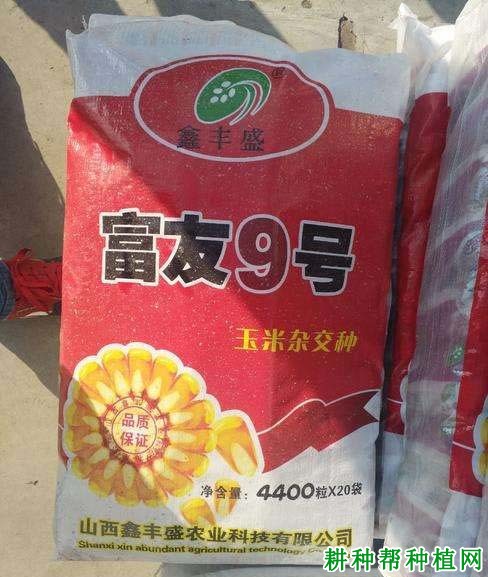 鑫丰盛
富友9号
玉米杂交种
品质
保证
净含量：4400粒X20袋
山西鑫丰盛农业科技有限公司
Shanxi xin abundant agricultural technology
耕种帮种植网